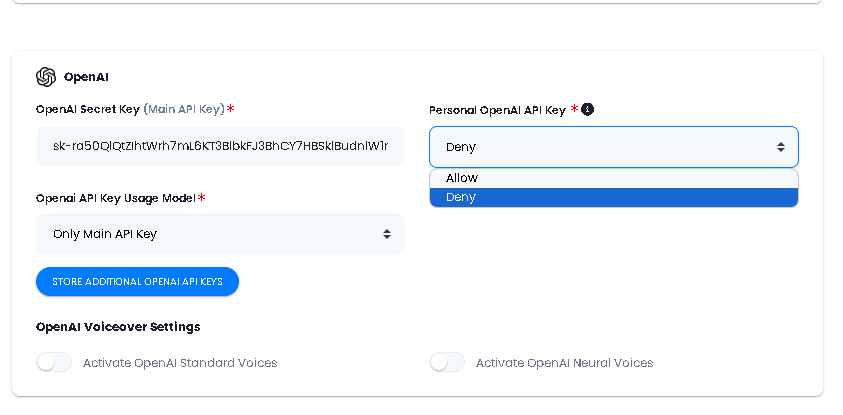 OpenAI
OpenAI Secret Key (Main API Key) *
Personal OpenAI API Key *
Deny
Allow
Deny
Openai API Key Usage Model *
Only Main API Key
STORE ADDITIONAL OPENAI API KEYS
OpenAI Voiceover Settings
Activate OpenAI Standard Voices
Activate OpenAI Neural Voices